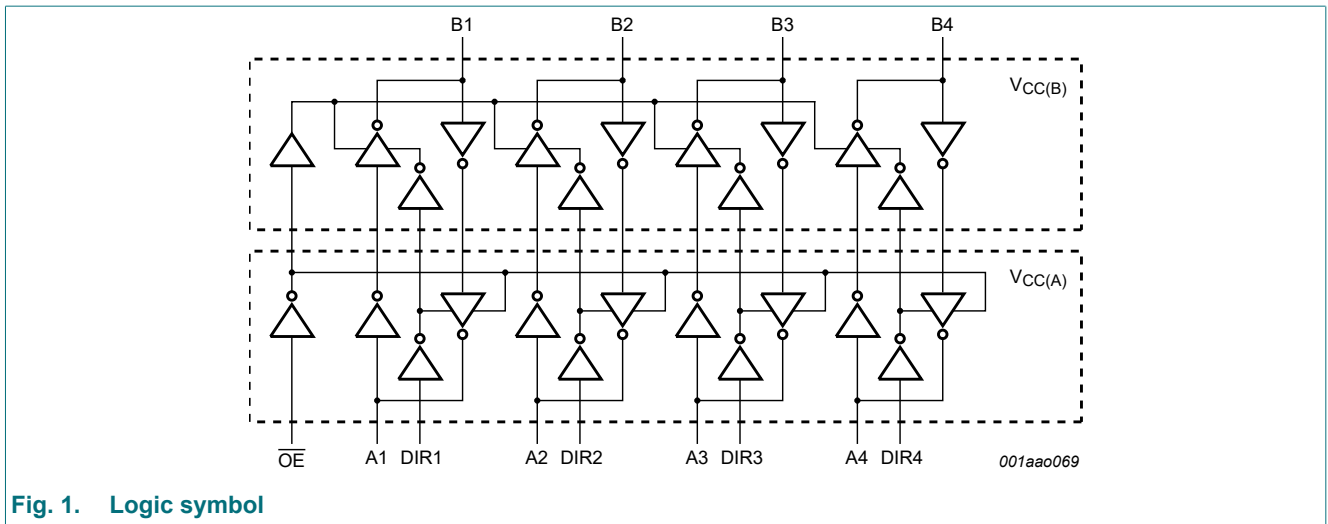 B1 B2 B3 B4
VCC(B)
VCC(A)
OE A1 DIR1 A2 DIR2 A3 DIR3 A4 DIR4
001aao069
Fig. 1. Logic symbol